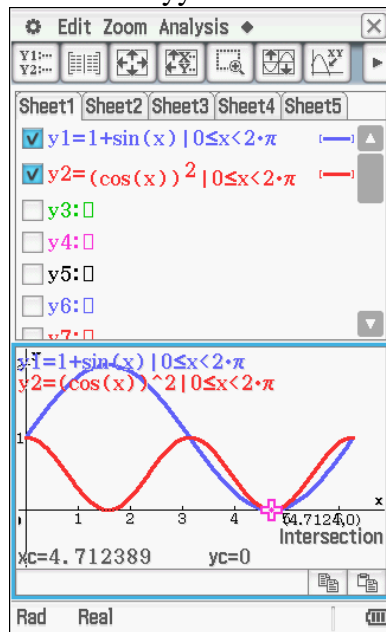 Edit Zoom Analysis ◆
Y1:··· Y2:···
Sheet1 Sheet2 Sheet3 Sheet4 Sheet5
y1=1+sin(x)|0≤x<2·π
y2=(cos(x))²|0≤x<2·π
y3:▯
y4:▯
y5:▯
y6:▯
y7:▯
y1=1+sin(x)|0≤x<2·π
y2=(cos(x))^2|0≤x<2·π
1
1 2 3 4 x
(4.7124,0)
Intersection
xc=4.712389 yc=0
Rad Real